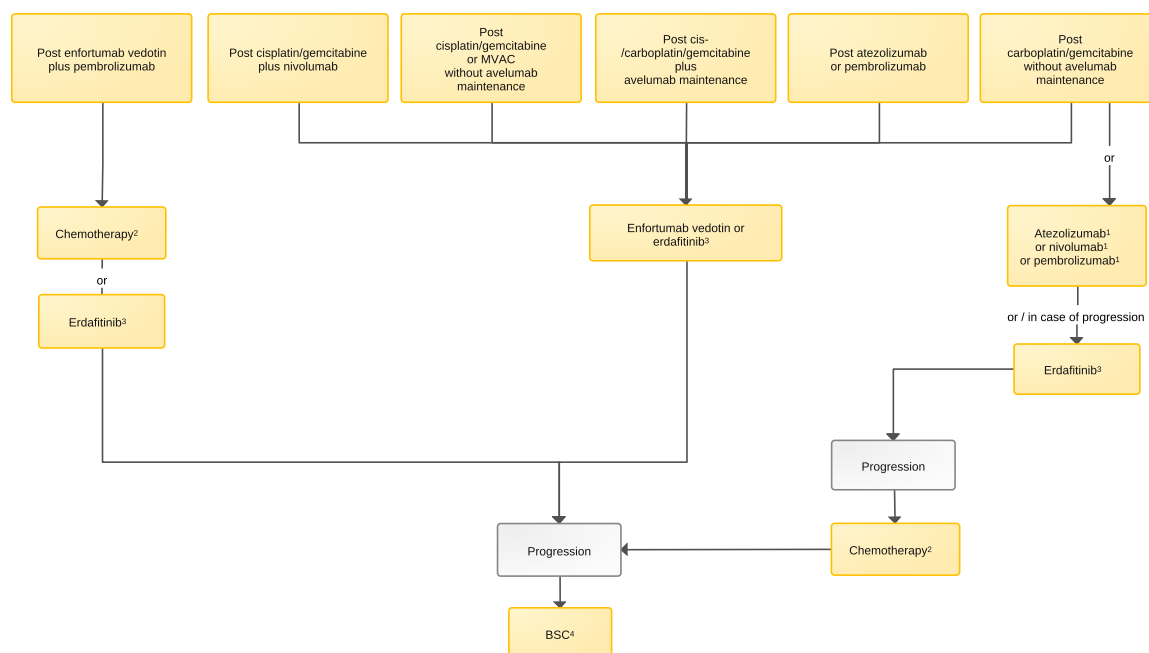 Post enfortumab vedotin
plus pembrolizumab
Post cisplatin/gemcitabine
plus nivolumab
Post
cisplatin/gemcitabine
or MVAC
without avelumab
maintenance
Post cis-
/carboplatin/gemcitabine
plus
avelumab maintenance
Post atezolizumab
or pembrolizumab
Post
carboplatin/gemcitabine
without avelumab
maintenance
or
Chemotherapy²
or
Erdafitinib³
Enfortumab vedotin or
erdafitinib³
Atezolizumab¹
or nivolumab¹
or pembrolizumab¹
or / in case of progression
Erdafitinib³
Progression
Chemotherapy²
Progression
BSC⁴